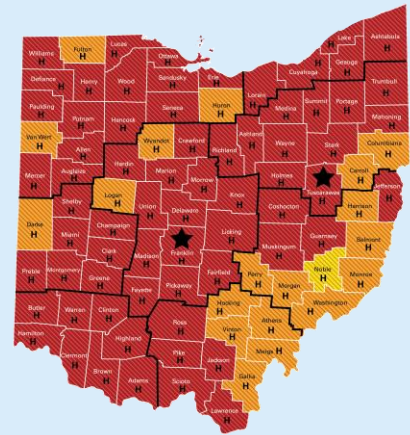 Williams
H
Fulton
H
Lucas
H
Ottawa
H
Lake
H
Ashtabula
H
Geauga
H
Cuyahoga
H
Defiance
H
Henry
H
Wood
H
Sandusky
H
Erie
H
Lorain
H
Trumbull
H
Paulding
H
Seneca
H
Huron
H
Medina
H
Summit
H
Portage
H
Mahoning
H
Putnam
H
Hancock
H
Van Wert
H
Wyandot
H
Crawford
H
Richland
H
Ashland
H
Wayne
H
Stark
H
Columbiana
H
Allen
H
Hardin
H
Marion
H
Morrow
H
Holmes
H
Tuscarawas
H
Carroll
H
Jefferson
H
Mercer
H
Auglaize
H
Logan
H
Union
H
Delaware
H
Knox
H
Coshocton
H
Harrison
H
Shelby
H
Darke
H
Miami
H
Champaign
H
Clark
H
Franklin
H
Licking
H
Muskingum
H
Guernsey
H
Belmont
H
Madison
H
Preble
H
Montgomery
H
Greene
H
Fayette
H
Pickaway
H
Fairfield
H
Perry
H
Morgan
H
Noble
H
Monroe
H
Butler
H
Warren
H
Clinton
H
Ross
H
Hocking
H
Athens
H
Washington
H
Hamilton
H
Clermont
H
Highland
H
Brown
H
Adams
H
Pike
H
Vinton
H
Meigs
H
Jackson
H
Scioto
H
Gallia
H
Lawrence
H